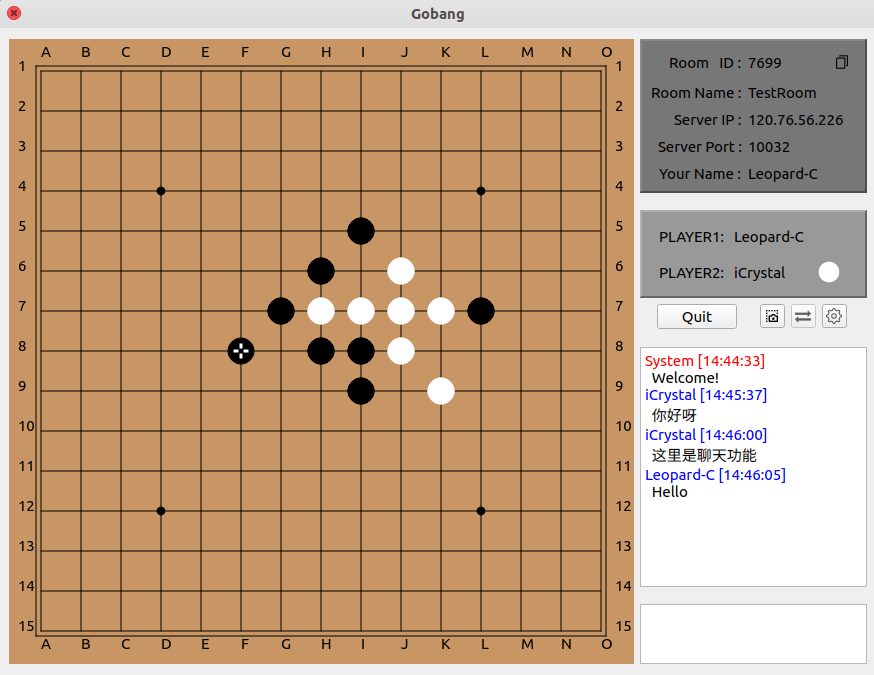 Gobang
A B C D E F G H I J K L M N O
1 1
2 2
3 3
4 4
5 5
6 6
7 7
8 8
9 9
10 10
11 11
12 12
13 13
14 14
15 15
A B C D E F G H I J K L M N O
Room ID : 7699
Room Name : TestRoom
Server IP : 120.76.56.226
Server Port : 10032
Your Name : Leopard-C
PLAYER1: Leopard-C
PLAYER2: iCrystal
Quit
System [14:44:33]
Welcome!
iCrystal [14:45:37]
你好呀
iCrystal [14:46:00]
这里是聊天功能
Leopard-C [14:46:05]
Hello